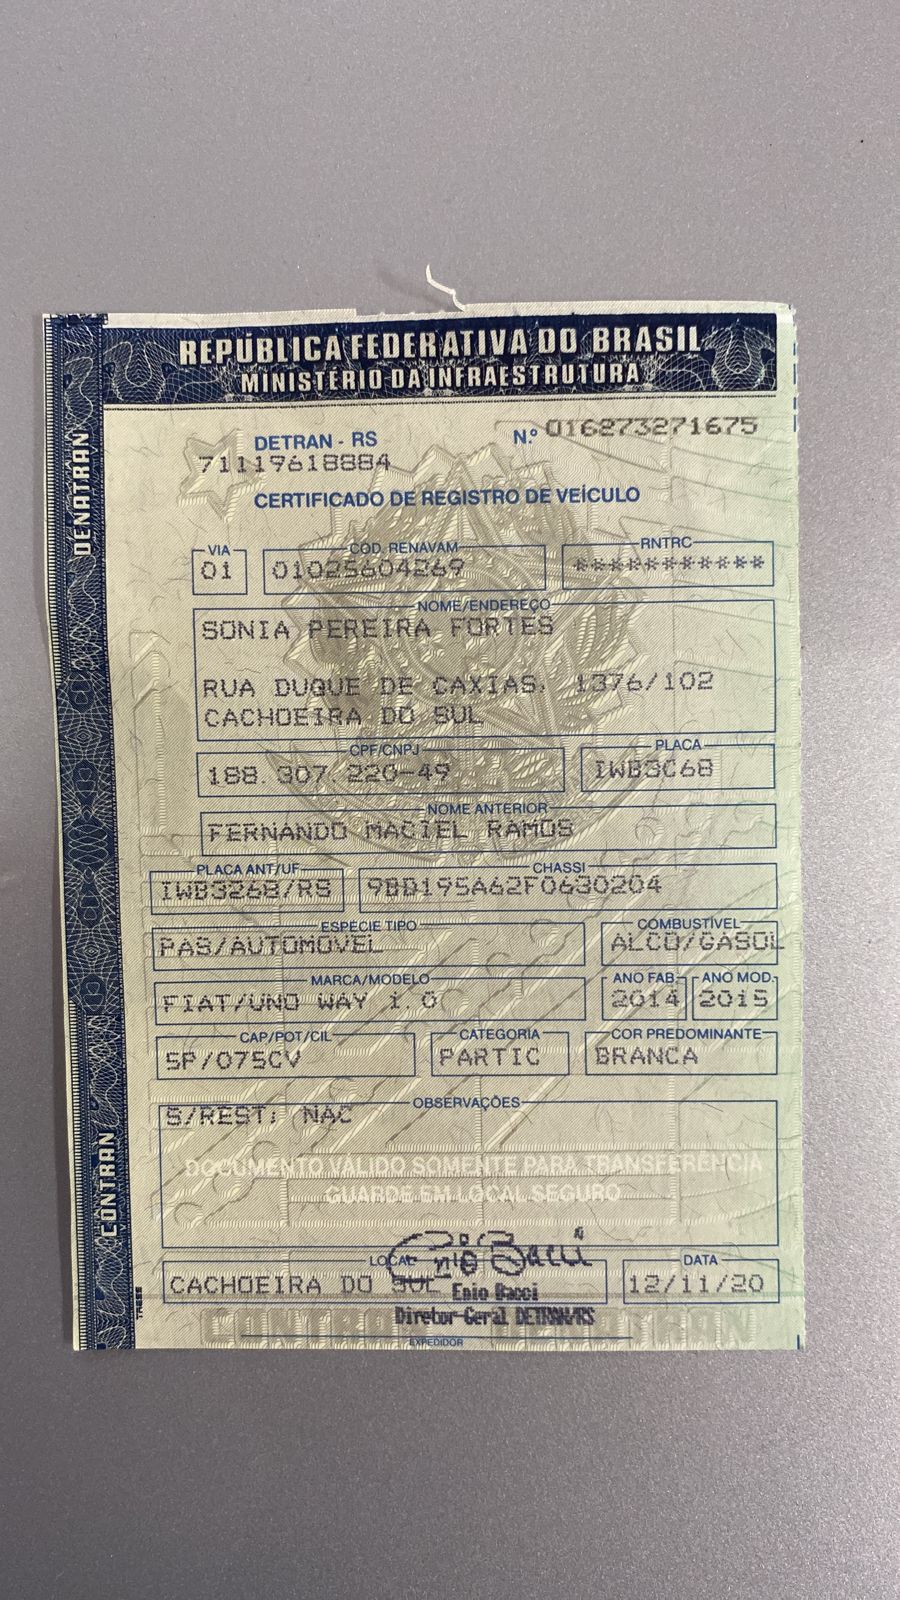 REPÚBLICA FEDERATIVA DO BRASIL
MINISTÉRIO DA INFRAESTRUTURA
DENATRAN
CONTRAN
DETRAN - RS
Nº 016273271675
71119618884
CERTIFICADO DE REGISTRO DE VEÍCULO
VIA
01
CÓD. RENAVAM
01025604269
RNTRC
***********
NOME/ENDEREÇO
SONIA PEREIRA FORTES
RUA DUQUE DE CAXIAS, 1376/102
CACHOEIRA DO SUL
CPF/CNPJ
188.307.220-49
PLACA
IWB3C68
NOME ANTERIOR
FERNANDO MACIEL RAMOS
PLACA ANT/UF
IWB3268/RS
CHASSI
9BD195A62F0630204
ESPÉCIE TIPO
PAS/AUTOMOVEL
COMBUSTÍVEL
ALCO/GASOL
MARCA/MODELO
FIAT/UNO WAY 1.0
ANO FAB.
2014
ANO MOD.
2015
CAP/POT/CIL
5P/075CV
CATEGORIA
PARTIC
COR PREDOMINANTE
BRANCA
OBSERVAÇÕES
S/REST; NAC
DOCUMENTO VÁLIDO SOMENTE PARA TRANSFERÊNCIA
GUARDE EM LOCAL SEGURO
LOCAL
CACHOEIRA DO SUL
DATA
12/11/20
Enio Bacci
Enio Bacci
Diretor-Geral DETRAN/RS
CONTRAN DENATRAN
EXPEDIDOR